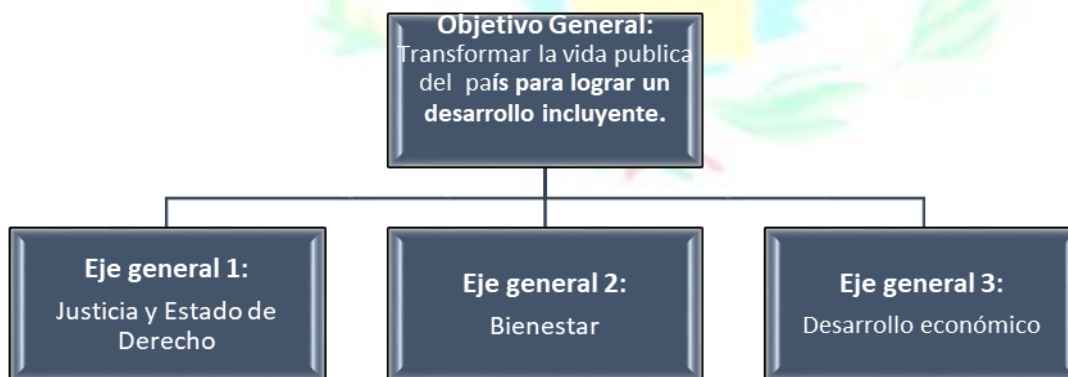 Objetivo General:
Transformar la vida publica
del país para lograr un
desarrollo incluyente.
Eje general 1:
Justicia y Estado de
Derecho
Eje general 2:
Bienestar
Eje general 3:
Desarrollo económico